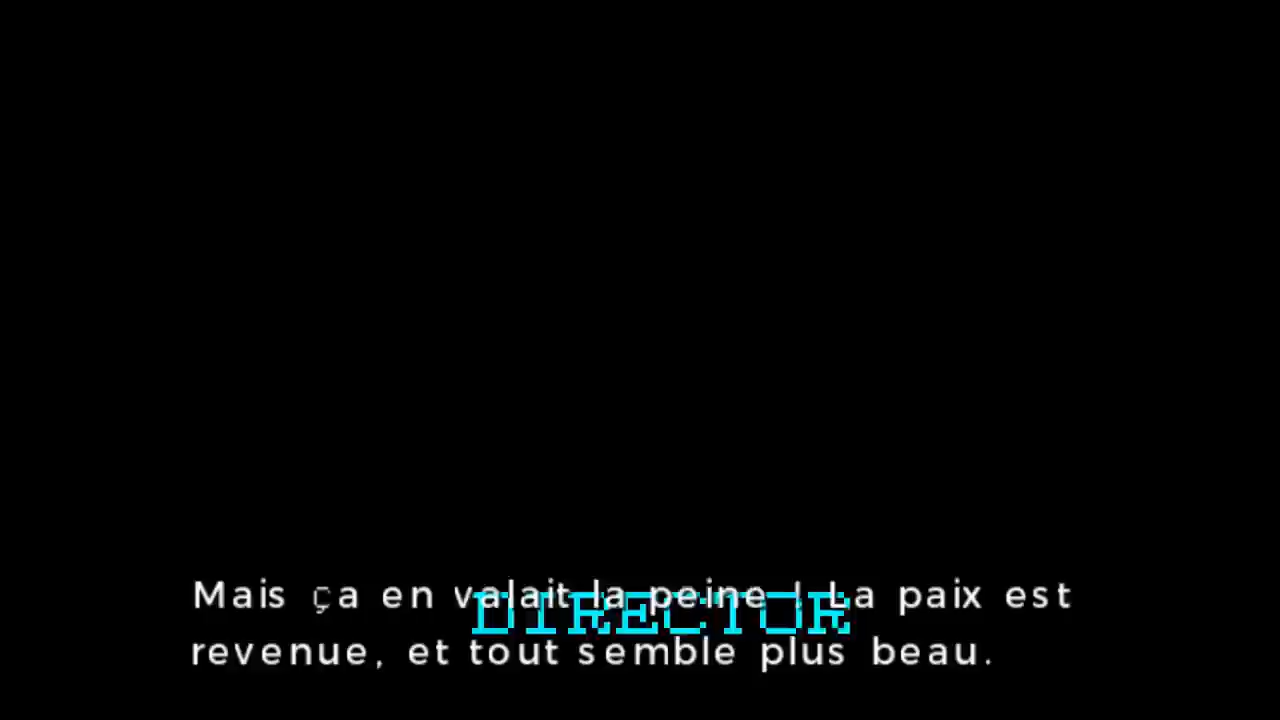 Mais ça en valait la peine ! La paix est
DIRECTOR
revenue, et tout semble plus beau.